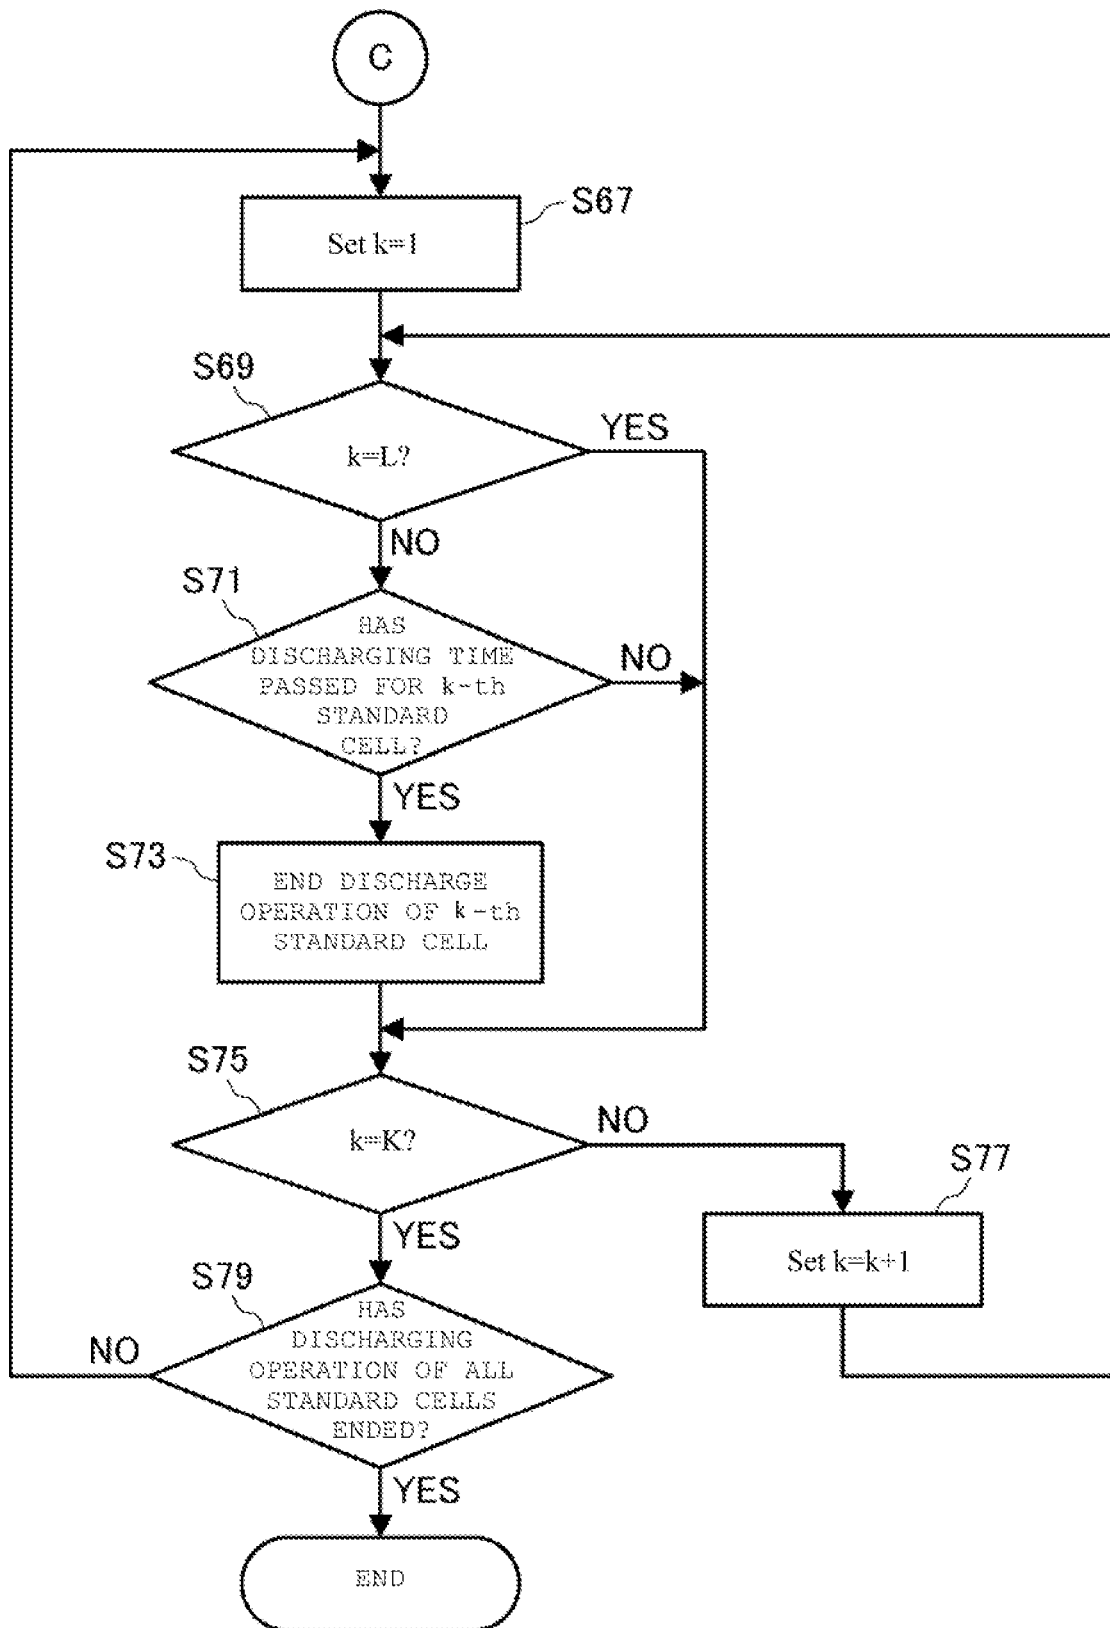 C
S67
Set k=1
S69
k=L?
YES
NO
S71
HAS
DISCHARGING TIME
PASSED FOR k-th
STANDARD
CELL?
NO
YES
S73
END DISCHARGE
OPERATION OF k-th
STANDARD CELL
S75
k=K?
NO
S77
Set k=k+1
YES
S79
HAS
DISCHARGING
OPERATION OF ALL
STANDARD CELLS
ENDED?
NO
YES
END